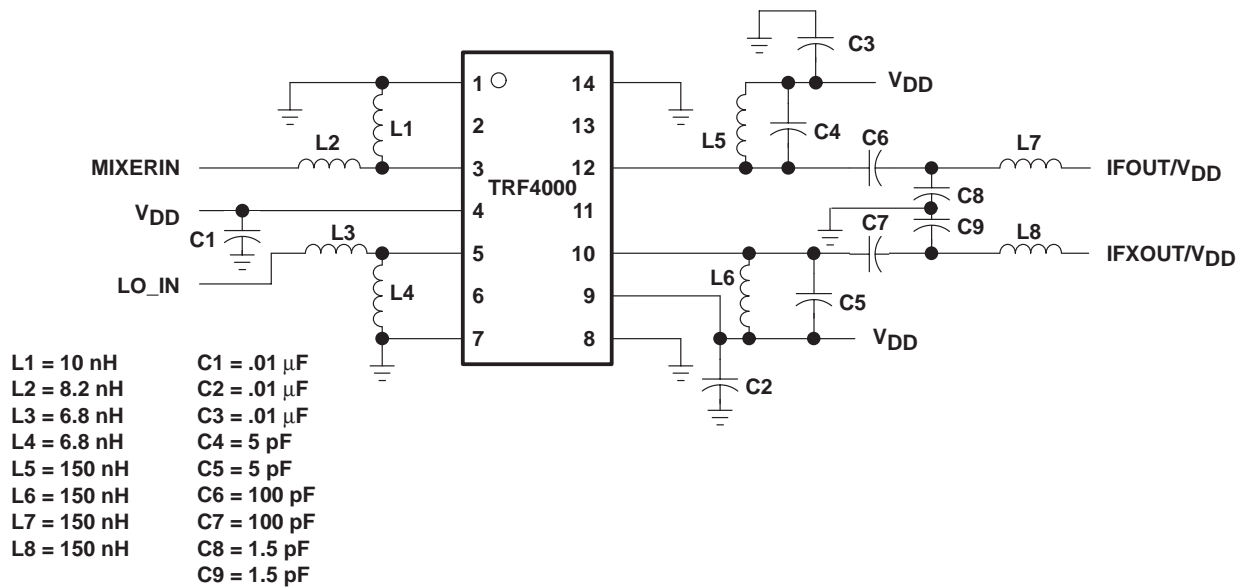 C3
1
14
VDD
2
13
L1
L5
C4
C6
L7
L2
MIXERIN
3
12
IFOUT/VDD
TRF4000
C8
VDD
4
11
C7
C9
C1
L3
L8
5
10
IFXOUT/VDD
L6
LO_IN
L4
6
9
C5
7
8
VDD
C2
L1 = 10 nH
L2 = 8.2 nH
L3 = 6.8 nH
L4 = 6.8 nH
L5 = 150 nH
L6 = 150 nH
L7 = 150 nH
L8 = 150 nH
C1 = .01 μF
C2 = .01 μF
C3 = .01 μF
C4 = 5 pF
C5 = 5 pF
C6 = 100 pF
C7 = 100 pF
C8 = 1.5 pF
C9 = 1.5 pF